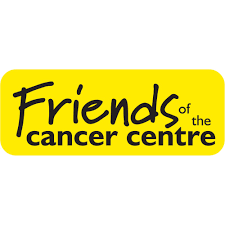 Friends of the
cancer centre